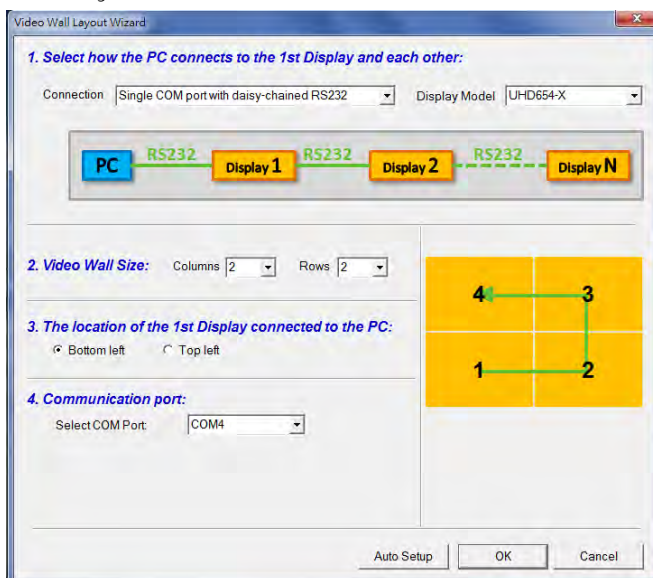 Video Wall Layout Wizard
1. Select how the PC connects to the 1st Display and each other:
Connection Single COM port with daisy-chained RS232 Display Model UHD654-X
PC RS232 Display 1 RS232 Display 2 RS232 Display N
2. Video Wall Size: Columns 2 Rows 2
4 3
3. The location of the 1st Display connected to the PC:
Bottom left Top left
1 2
4. Communication port:
Select COM Port: COM4
Auto Setup OK Cancel